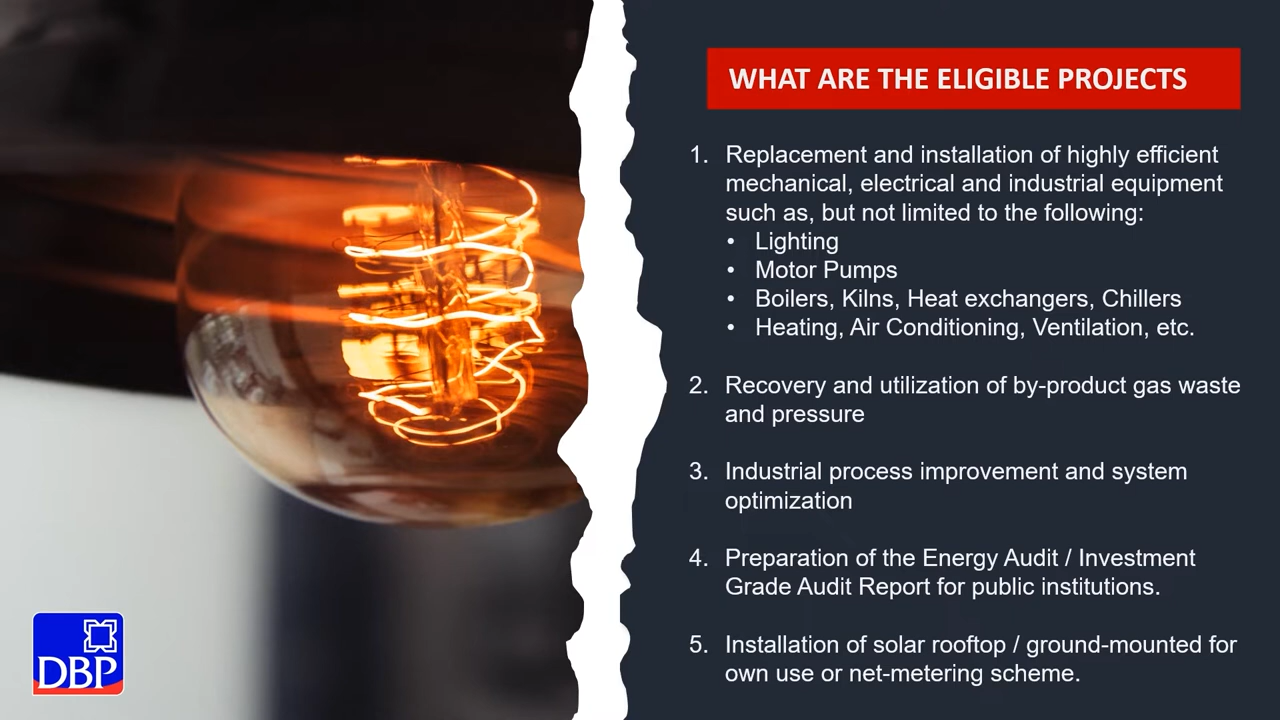 WHAT ARE THE ELIGIBLE PROJECTS
1. Replacement and installation of highly efficient
mechanical, electrical and industrial equipment
such as, but not limited to the following:
• Lighting
• Motor Pumps
• Boilers, Kilns, Heat exchangers, Chillers
• Heating, Air Conditioning, Ventilation, etc.
2. Recovery and utilization of by-product gas waste
and pressure
3. Industrial process improvement and system
optimization
4. Preparation of the Energy Audit / Investment
Grade Audit Report for public institutions.
5. Installation of solar rooftop / ground-mounted for
own use or net-metering scheme.
DBP